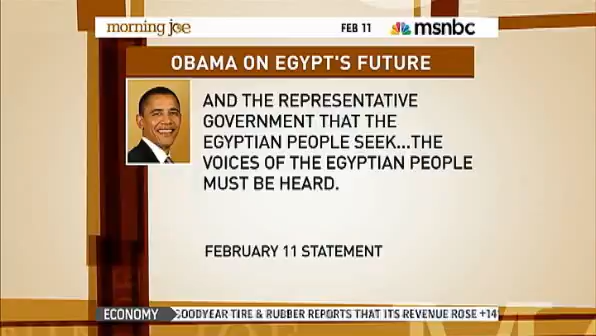 morning joe
FEB 11
msnbc
OBAMA ON EGYPT'S FUTURE
AND THE REPRESENTATIVE
GOVERNMENT THAT THE
EGYPTIAN PEOPLE SEEK...THE
VOICES OF THE EGYPTIAN PEOPLE
MUST BE HEARD.
FEBRUARY 11 STATEMENT
ECONOMY
GOODYEAR TIRE & RUBBER REPORTS THAT ITS REVENUE ROSE +14